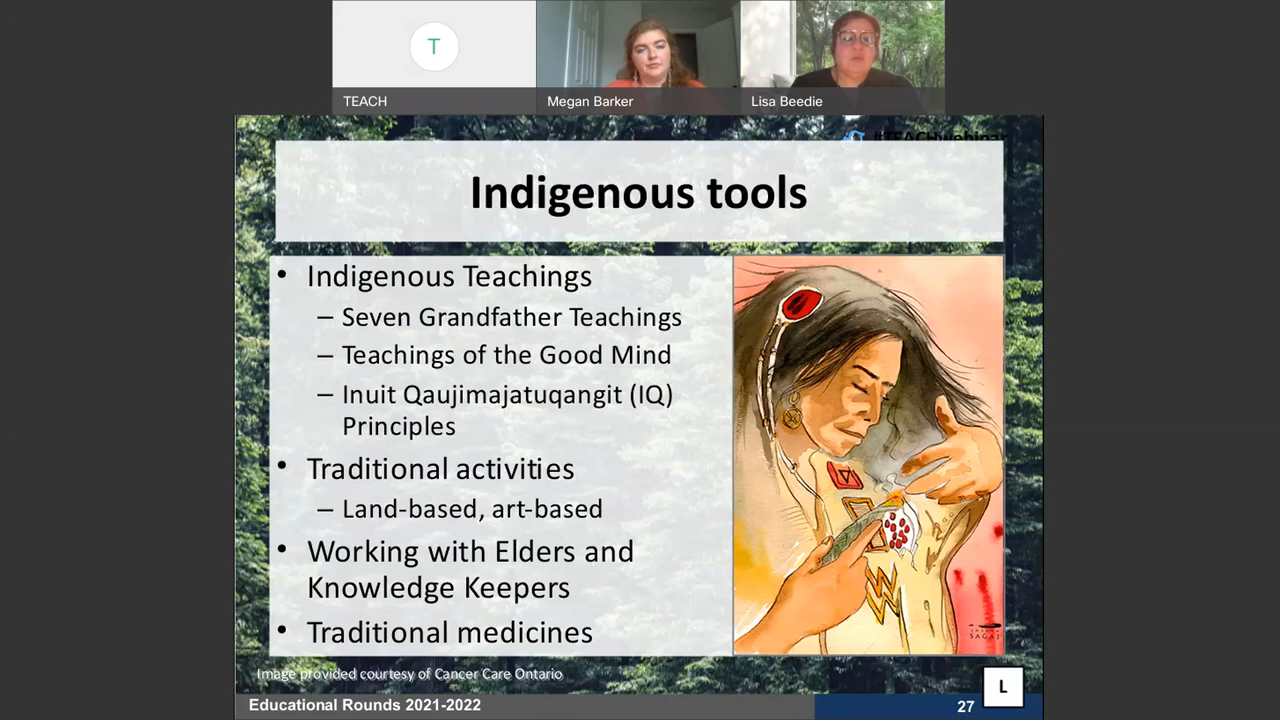 T
TEACH
Megan Barker
Lisa Beedie
#TEACHwebinar
Indigenous tools
• Indigenous Teachings
– Seven Grandfather Teachings
– Teachings of the Good Mind
– Inuit Qaujimajatuqangit (IQ)
Principles
• Traditional activities
– Land-based, art-based
• Working with Elders and
Knowledge Keepers
• Traditional medicines
SAGAJ
Image provided courtesy of Cancer Care Ontario
L
Educational Rounds 2021-2022
27